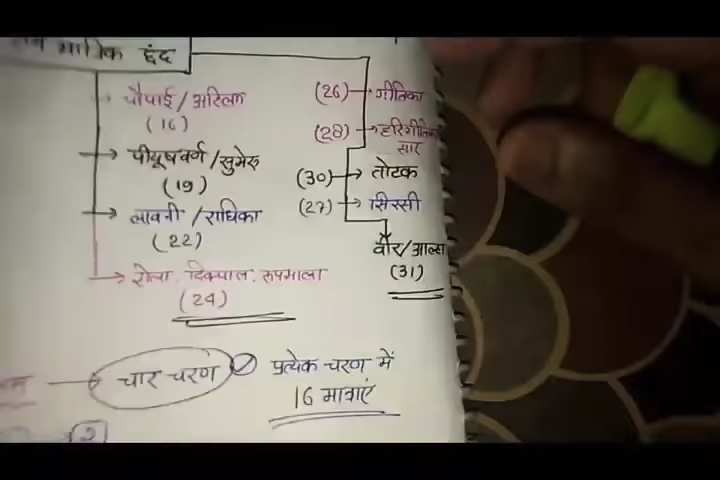 मात्रिक छंद
चौपाई / अरिल्ल
(16)
पीयूषवर्ण / सुमेरु
(19)
लावनी / राधिका
(22)
रोला, दिक्पाल, रूपमाला
(24)
(26) गीतिका
(28) हरिगीतिका
सार
(30) तोटक
(27) सिरसी
वीर/आल्हा
(31)
चार चरण प्रत्येक चरण में
16 मात्राएं
2